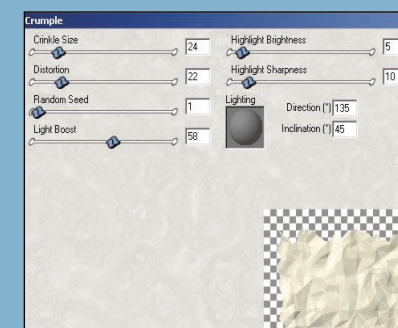 Crumple
Crinkle Size 24
Distortion 22
Random Seed 1
Light Boost 58
Highlight Brightness 5
Highlight Sharpness 10
Lighting
Direction (°) 135
Inclination (°) 45